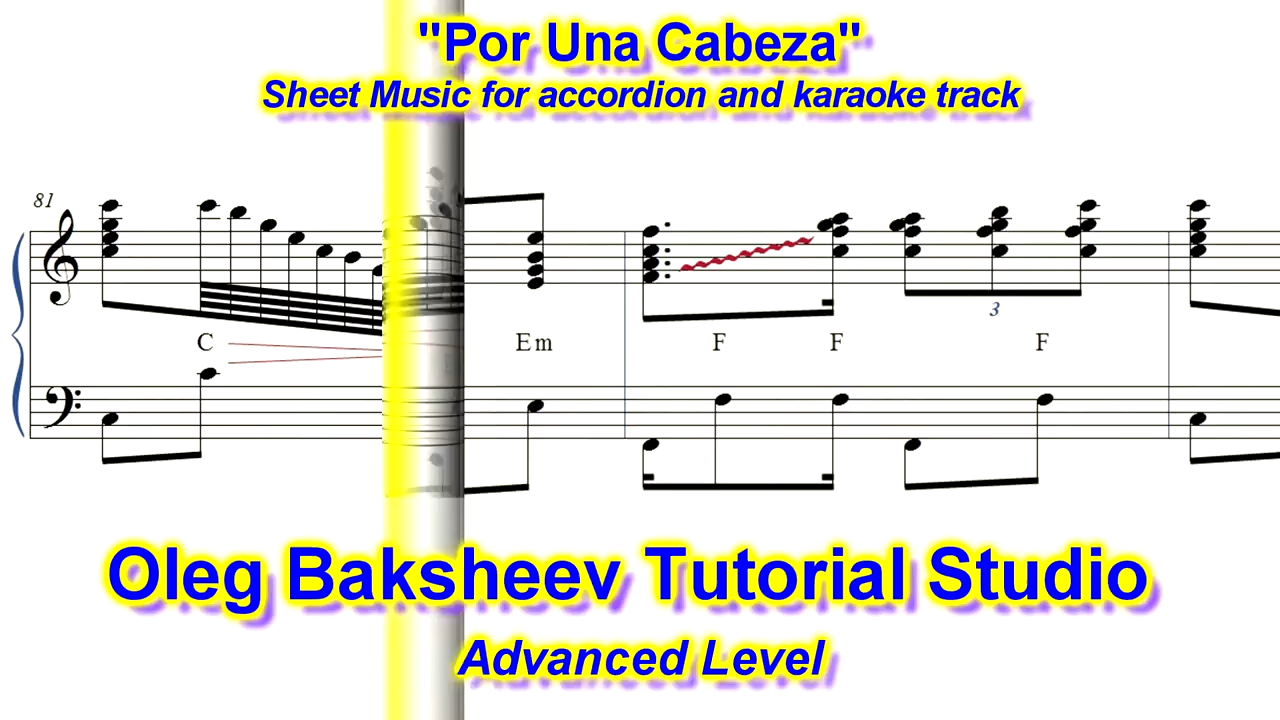 "Por Una Cabeza"
Sheet Music for accordion and karaoke track
81
C Em F F F
3
Oleg Baksheev Tutorial Studio
Advanced Level